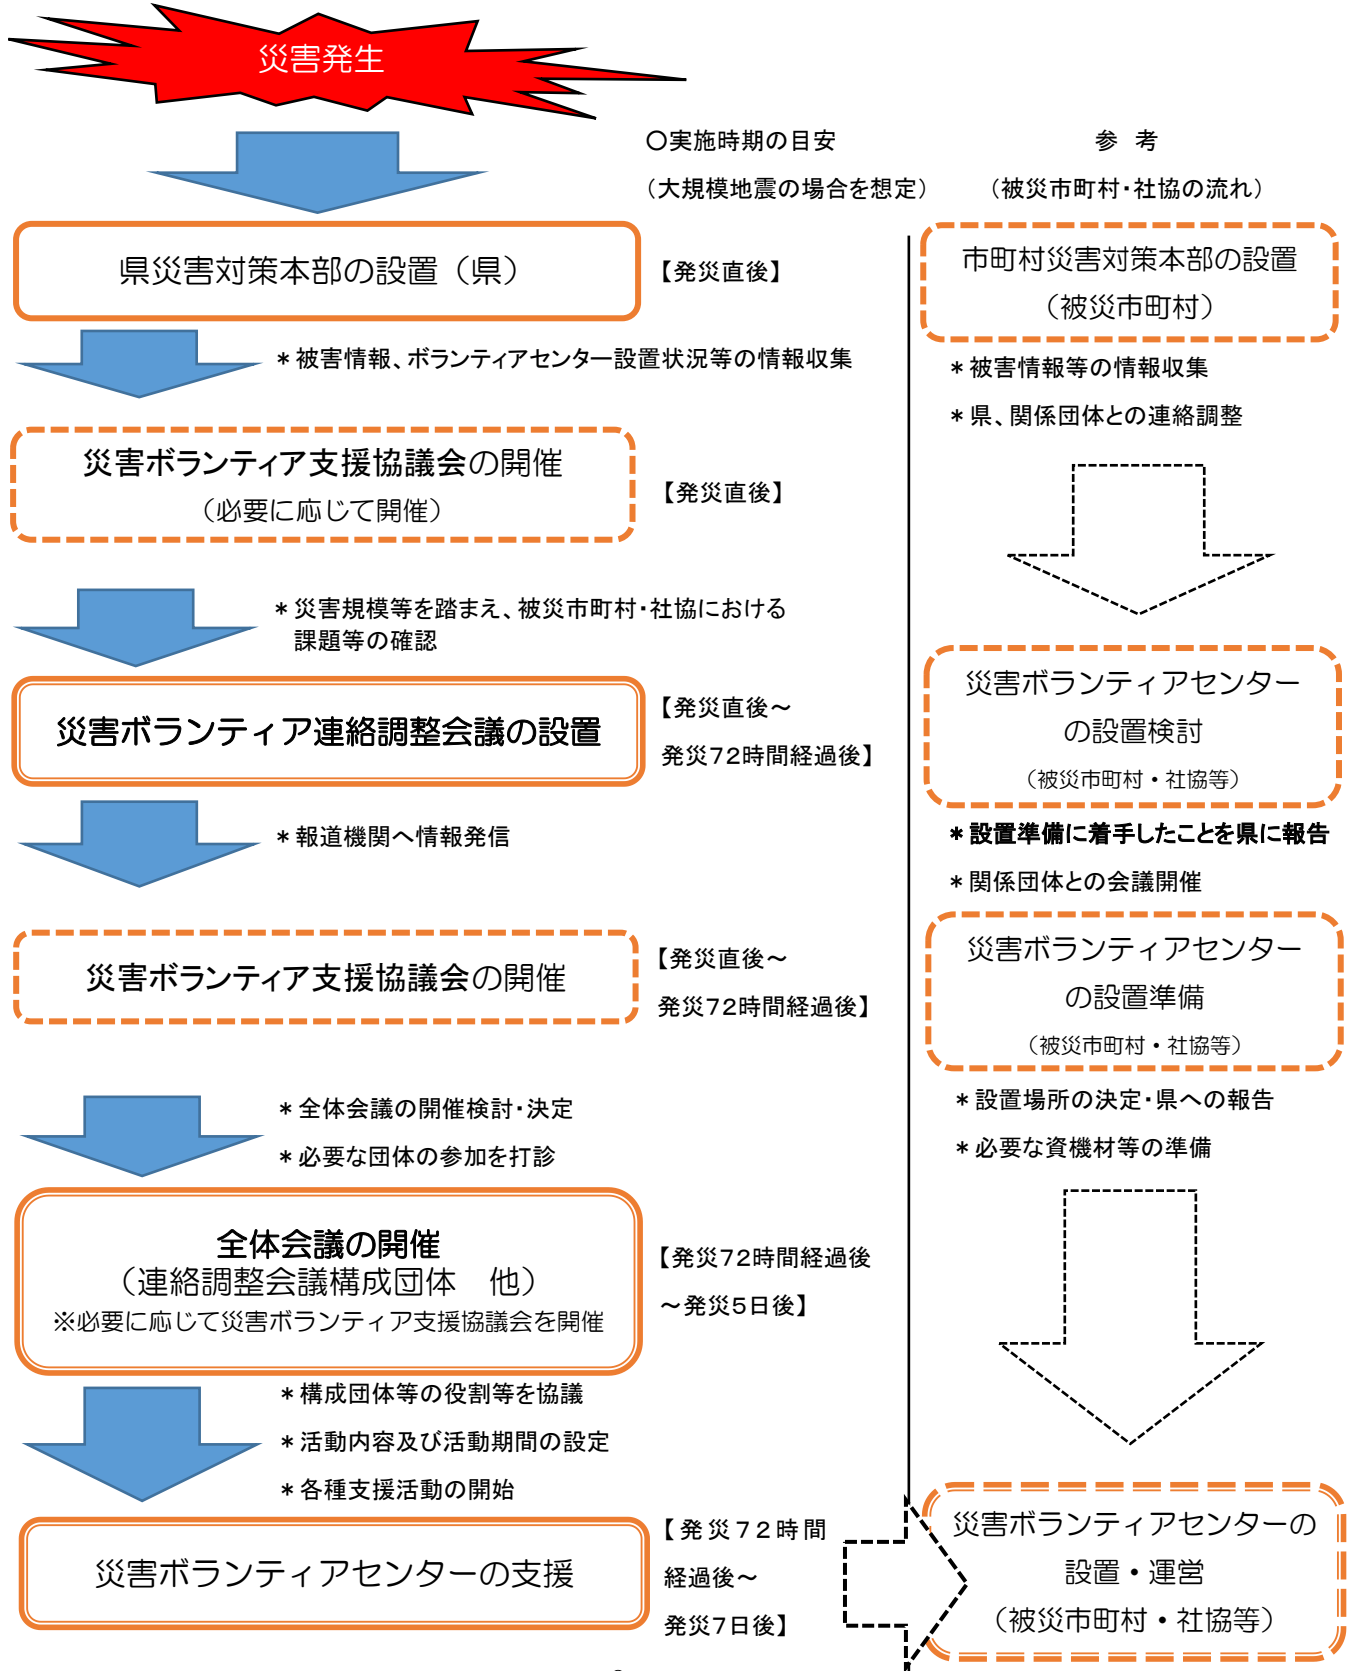 災害発生
○実施時期の目安
（大規模地震の場合を想定）
県災害対策本部の設置（県）
【発災直後】
＊被害情報、ボランティアセンター設置状況等の情報収集
災害ボランティア支援協議会の開催
（必要に応じて開催）
【発災直後】
＊災害規模等を踏まえ、被災市町村・社協における
課題等の確認
災害ボランティア連絡調整会議の設置
【発災直後～
発災72時間経過後】
＊報道機関へ情報発信
災害ボランティア支援協議会の開催
【発災直後～
発災72時間経過後】
＊全体会議の開催検討・決定
＊必要な団体の参加を打診
全体会議の開催
（連絡調整会議構成団体　他）
※必要に応じて災害ボランティア支援協議会を開催
【発災72時間経過後
～発災5日後】
＊構成団体等の役割等を協議
＊活動内容及び活動期間の設定
＊各種支援活動の開始
災害ボランティアセンターの支援
【発災72時間
経過後～
発災7日後】
参　考
（被災市町村・社協の流れ）
市町村災害対策本部の設置
（被災市町村）
＊被害情報等の情報収集
＊県、関係団体との連絡調整
災害ボランティアセンター
の設置検討
（被災市町村・社協等）
＊設置準備に着手したことを県に報告
＊関係団体との会議開催
災害ボランティアセンター
の設置準備
（被災市町村・社協等）
＊設置場所の決定・県への報告
＊必要な資機材等の準備
災害ボランティアセンターの
設置・運営
（被災市町村・社協等）